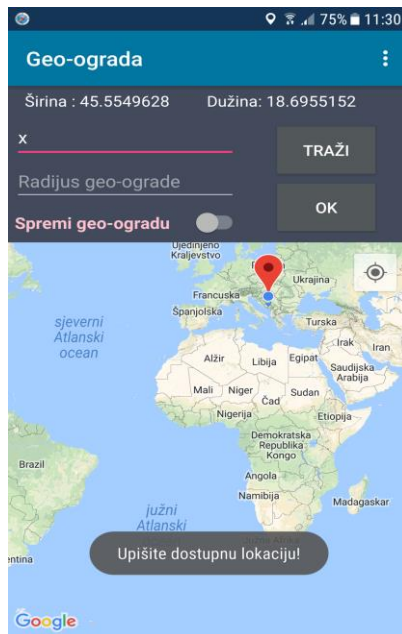 75% 11:30
Geo-ograda
Širina : 45.5549628 Dužina: 18.6955152
x
TRAŽI
Radijus geo-ograde
OK
Spremi geo-ogradu
Ujedinjeno
Kraljevstvo
Ukrajina
Francuska
Španjolska
Turska
sjeverni
Atlanski
ocean
Irak
Iran
Alžir
Libija
Egipat
Saudijska
Arabija
Mali
Niger
Čad
Sudan
Nigerija
Etiopija
Demokratska
Republika
Kongo
Brazil
Angola
Namibija
Madagaskar
južni
Atlanski
Upišite dostupnu lokaciju!
entina
Google